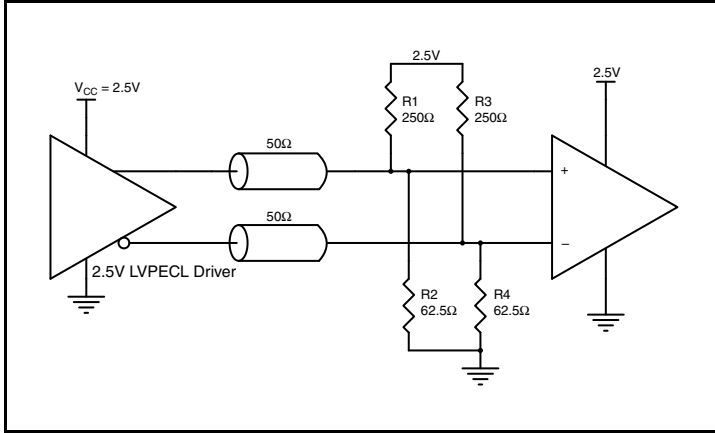 2.5V
V_CC = 2.5V
2.5V
R1
250Ω
R3
250Ω
50Ω
+
50Ω
–
2.5V LVPECL Driver
R2
62.5Ω
R4
62.5Ω